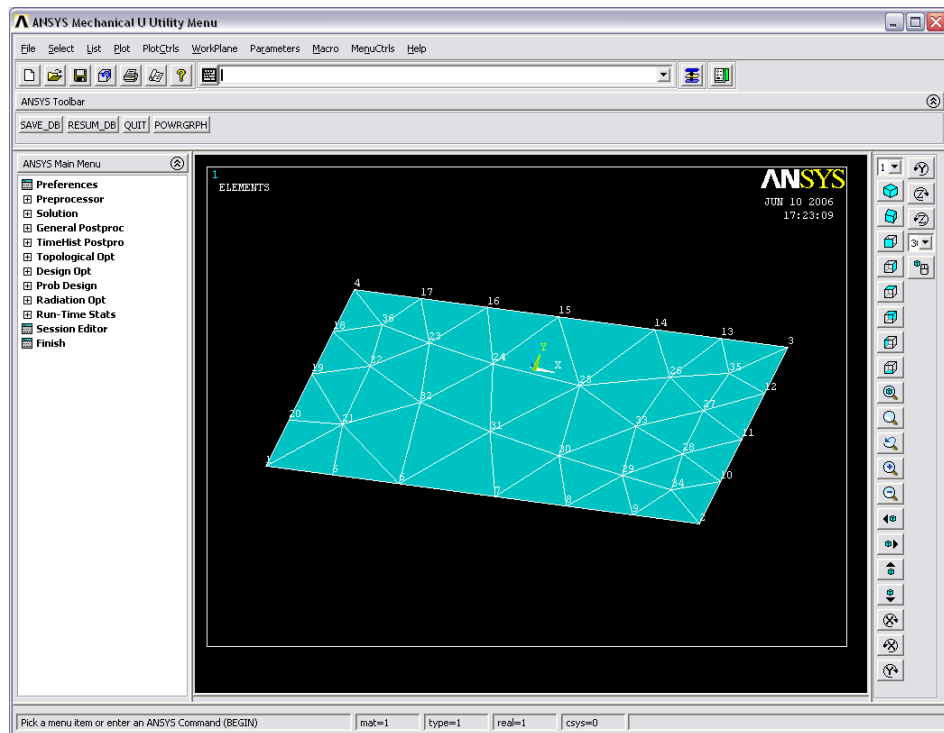 ANSYS Mechanical U Utility Menu
File Select List Plot PlotCtrls WorkPlane Parameters Macro MenuCtrls Help
ANSYS Toolbar
SAVE_DB RESUM_DB QUIT POWRGRPH
ANSYS Main Menu
Preferences
Preprocessor
Solution
General Postproc
TimeHist Postpro
Topological Opt
Design Opt
Prob Design
Radiation Opt
Run-Time Stats
Session Editor
Finish
1
ELEMENTS
ANSYS
JUN 10 2006
17:23:09
4
17
16
15
14
13
3
18
36
23
22
19
24
Y
X
25
26
35
12
20
21
32
31
33
27
11
1
5
6
7
30
8
29
9
28
34
10
2
1
Pick a menu item or enter an ANSYS Command (BEGIN) mat=1 type=1 real=1 csys=0